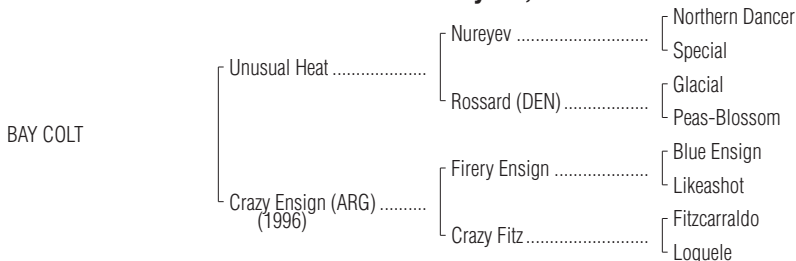 Northern Dancer
Nureyev ..........................
Special
Unusual Heat ....................
Glacial
Rossard (DEN) .................
Peas-Blossom
BAY COLT
Blue Ensign
Firery Ensign ...................
Likeashot
Crazy Ensign (ARG) ..........
(1996)
Fitzcarraldo
Crazy Fitz .........................
Loquele